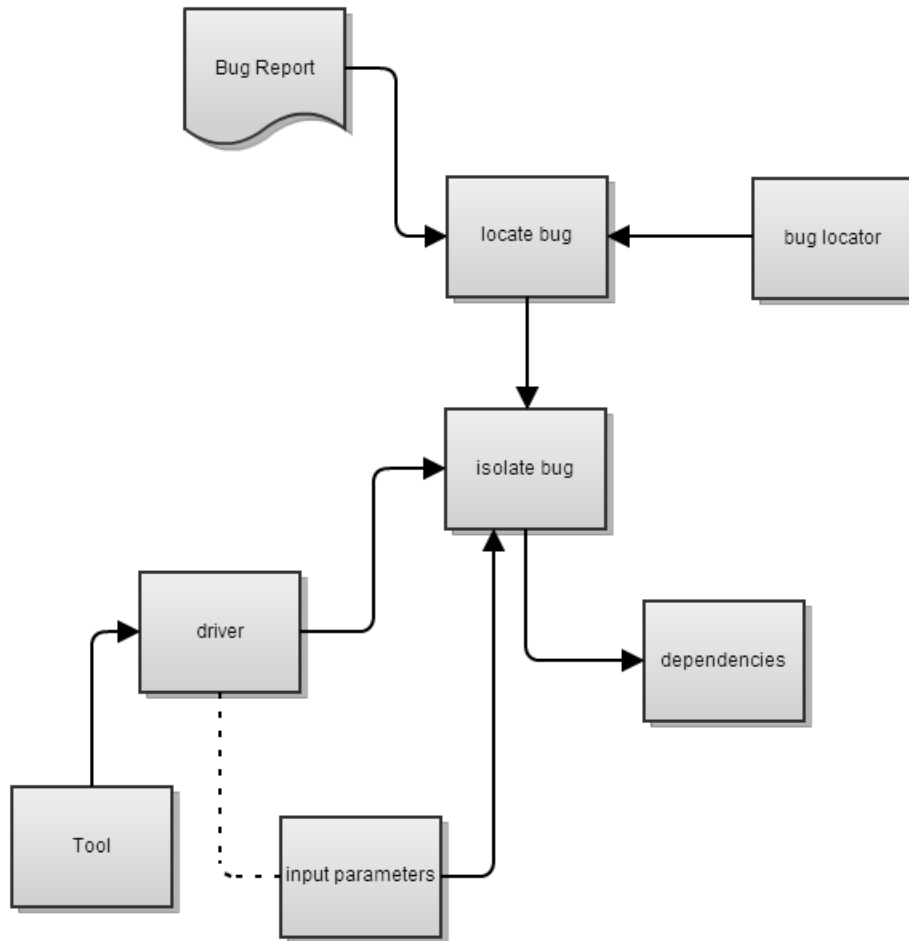 Bug Report
locate bug
bug locator
isolate bug
driver
dependencies
Tool
input parameters